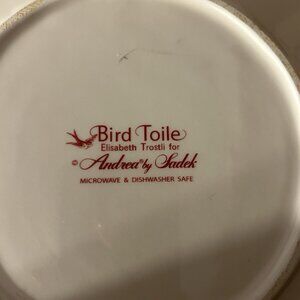 Bird Toile
Elisabeth Trostli for
© Andrea® by Sadek
MICROWAVE & DISHWASHER SAFE